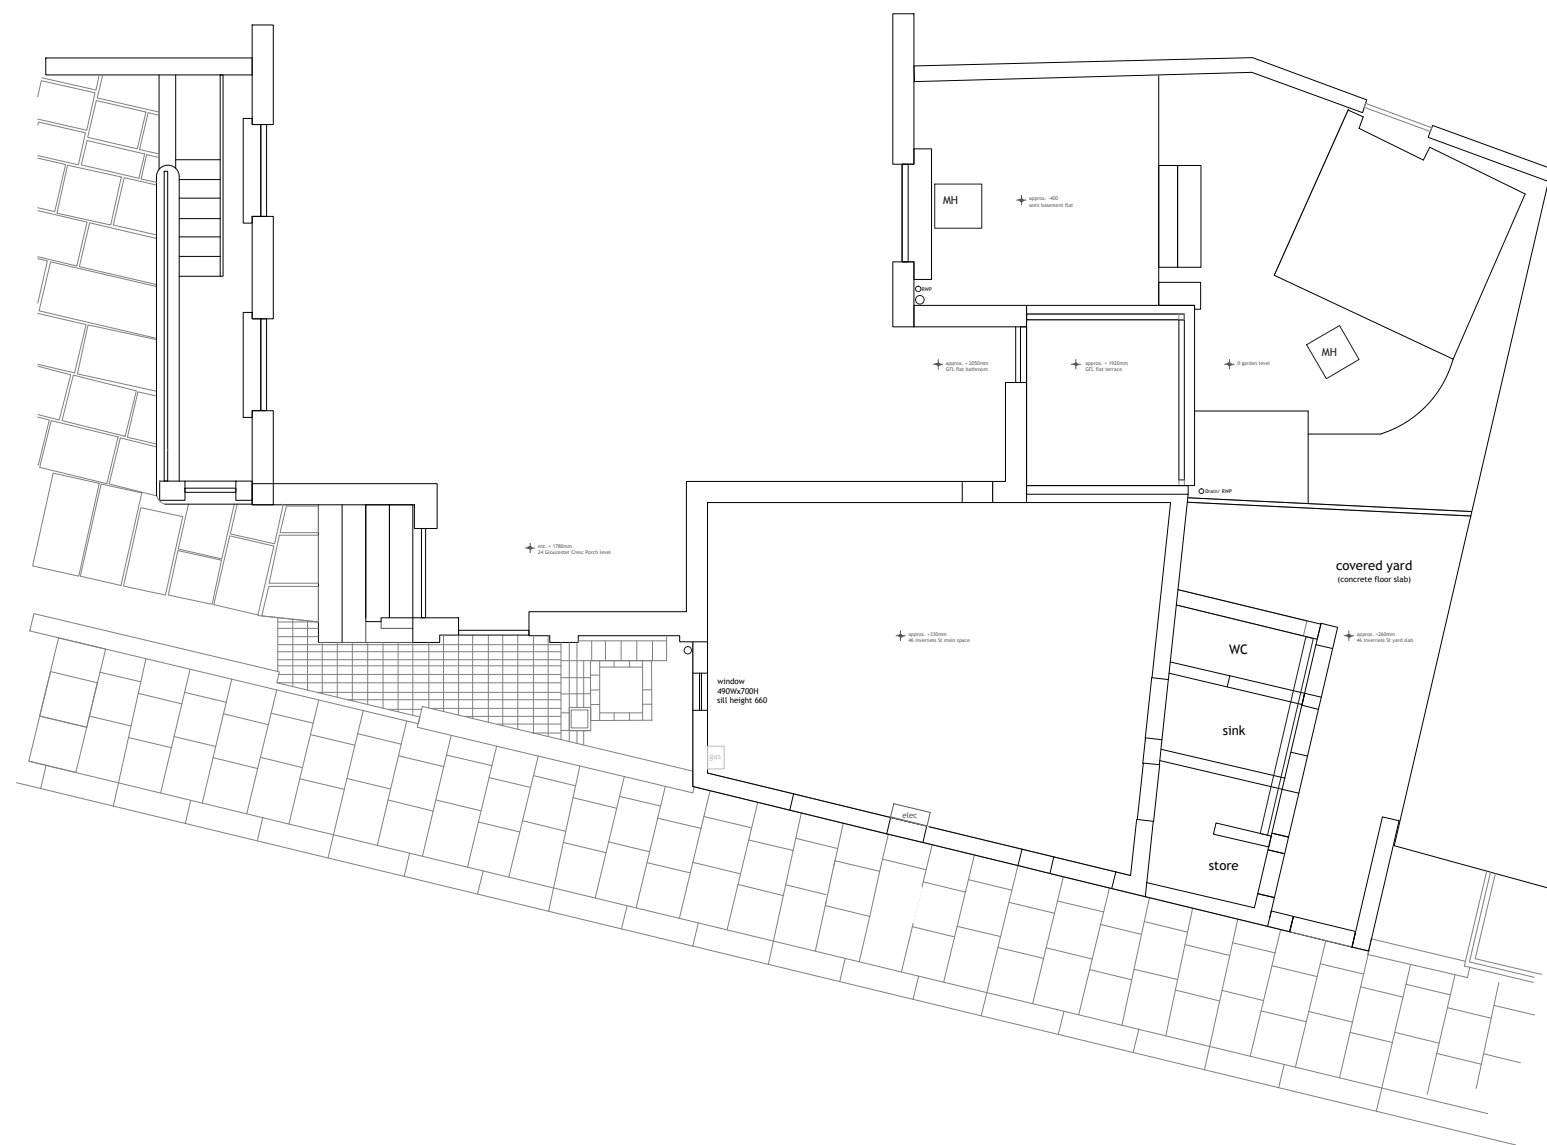 MH
approx. -400
semi basement flat
RWP
MH
approx. + 2050mm
GFL flat bathroom
approx. + 1920mm
GFL flat terrace
0 garden level
Drain/ RWP
est. + 1780mm
24 Gloucester Cresc Porch level
covered yard
(concrete floor slab)
approx. +330mm
46 Inverness St main space
approx. +260mm
46 Inverness St yard slab
WC
window
490Wx700H
sill height 660
sink
gas
elec
store